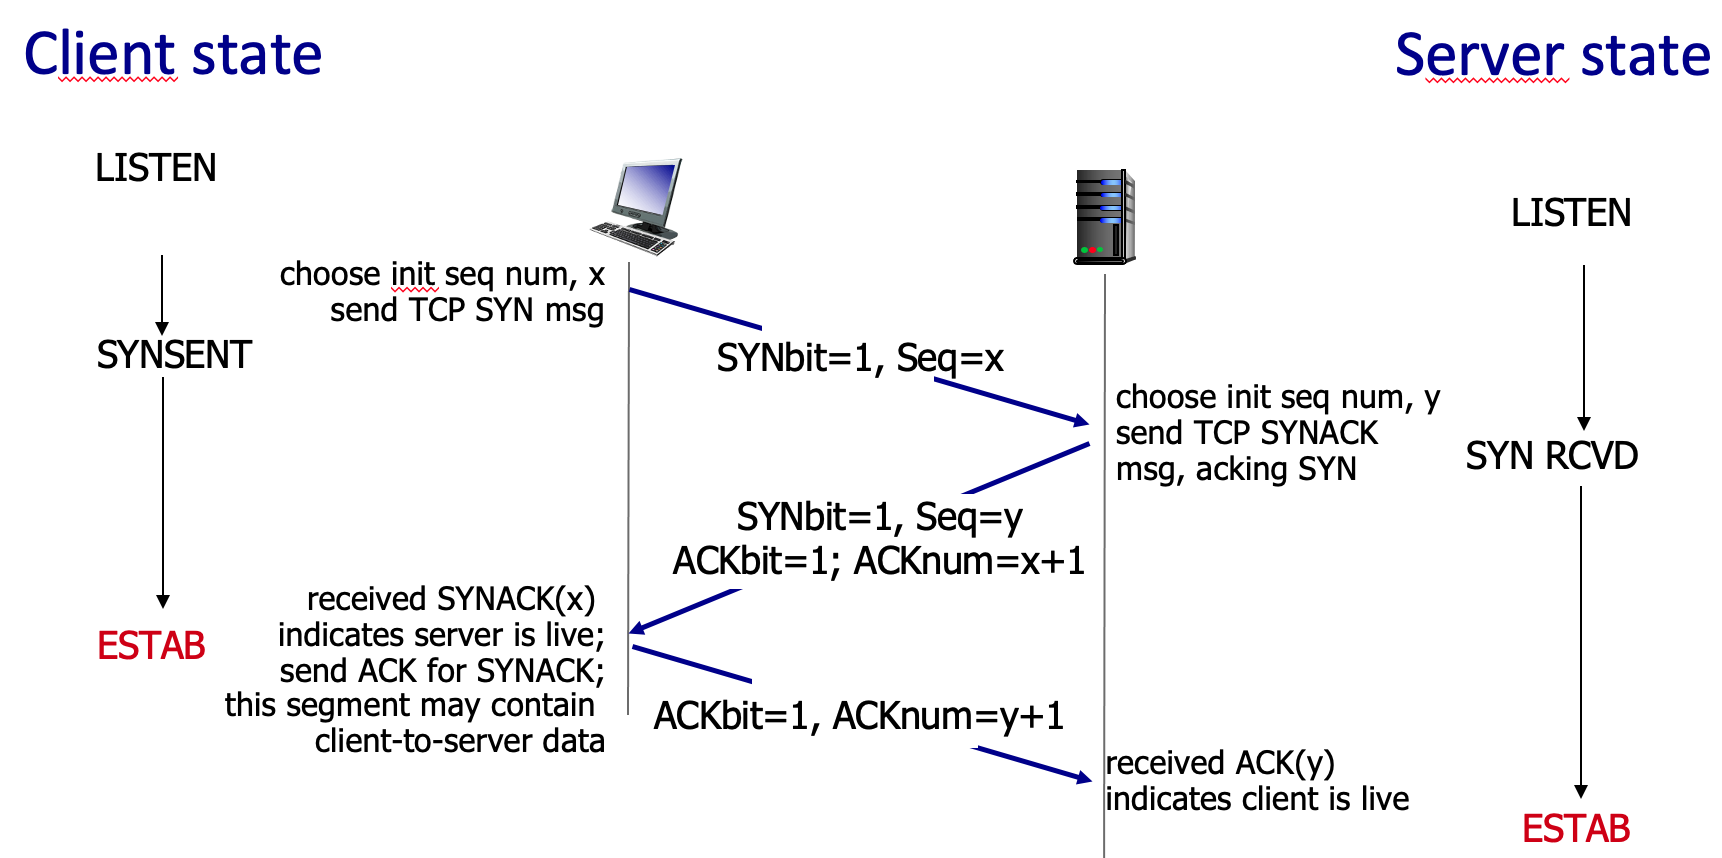 Client state
Server state
LISTEN
LISTEN
choose init seq num, x
send TCP SYN msg
SYNSENT
SYNbit=1, Seq=x
choose init seq num, y
send TCP SYNACK
msg, acking SYN
SYN RCVD
SYNbit=1, Seq=y
ACKbit=1; ACKnum=x+1
received SYNACK(x)
indicates server is live;
send ACK for SYNACK;
this segment may contain
client-to-server data
ESTAB
ACKbit=1, ACKnum=y+1
received ACK(y)
indicates client is live
ESTAB